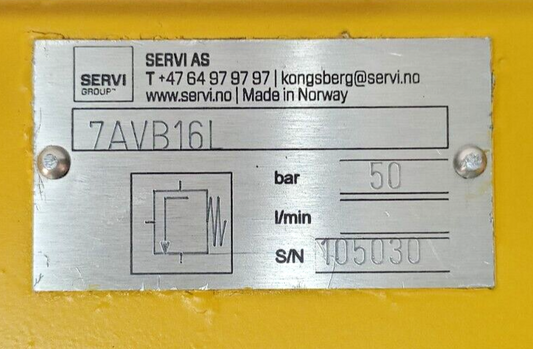 SERVI
GROUP™
SERVI AS
T +47 64 97 97 97 | kongsberg@servi.no
www.servi.no | Made in Norway
7AVB16L
bar 50
l/min
S/N 105030